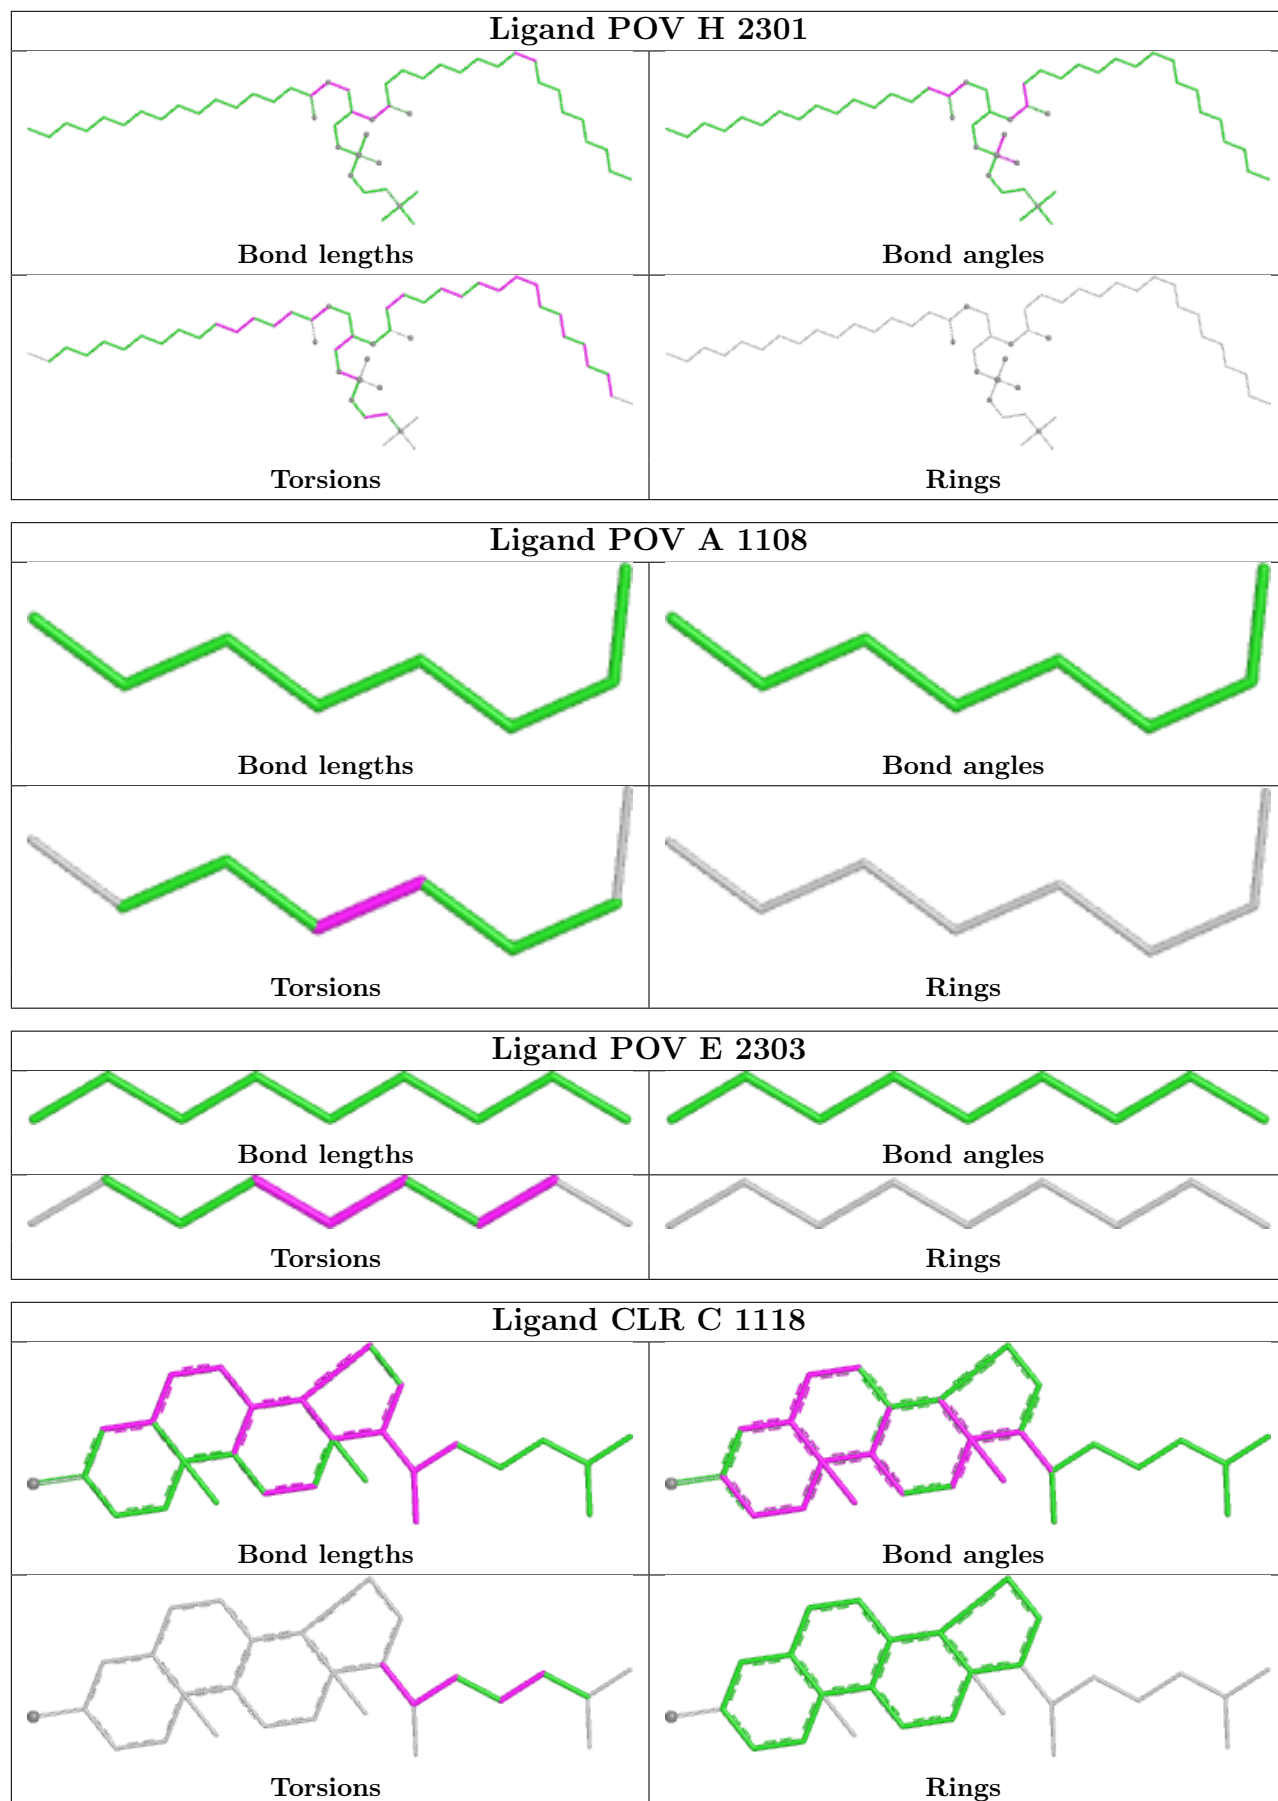 Ligand POV H 2301
Bond lengths
Bond angles
Torsions
Rings
Ligand POV A 1108
Bond lengths
Bond angles
Torsions
Rings
Ligand POV E 2303
Bond lengths
Bond angles
Torsions
Rings
Ligand CLR C 1118
Bond lengths
Bond angles
Torsions
Rings